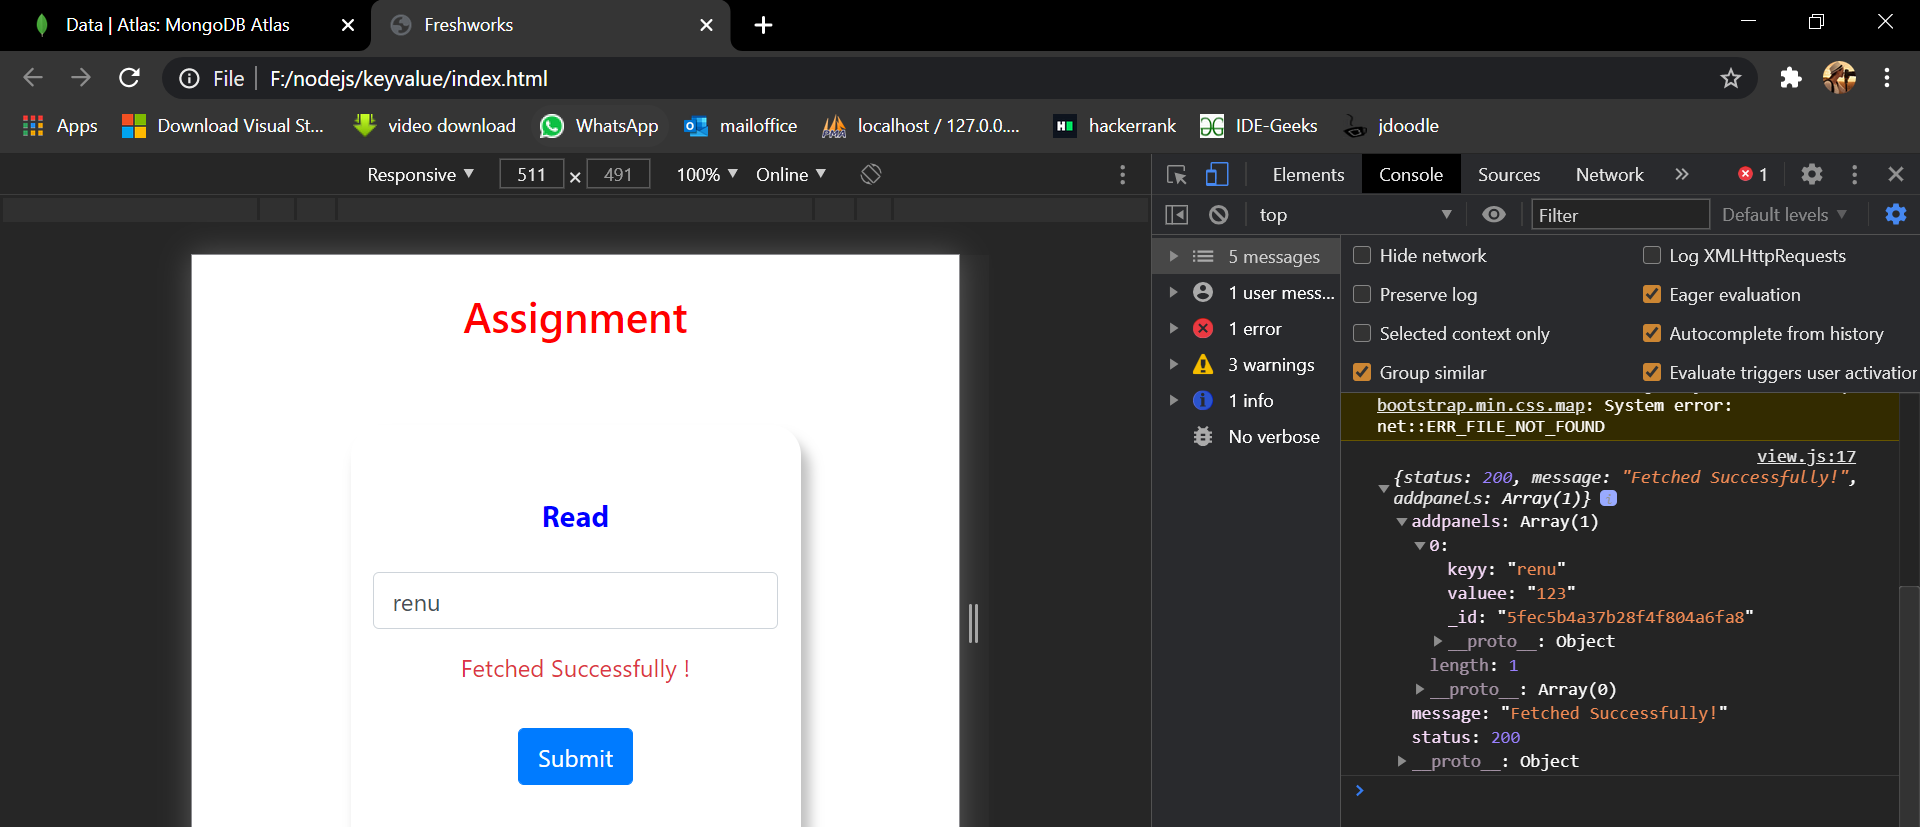 Data | Atlas: MongoDB Atlas
Freshworks
File
F:/nodejs/keyvalue/index.html
Apps
Download Visual St...
video download
WhatsApp
mailoffice
localhost / 127.0.0....
hackerrank
IDE-Geeks
jdoodle
Responsive ▼ 511 × 491 100% ▼ Online ▼
Elements Console Sources Network » 1
top ▼ Filter Default levels ▼
5 messages
1 user mess...
1 error
3 warnings
1 info
No verbose
Hide network Log XMLHttpRequests
Preserve log Eager evaluation
Selected context only Autocomplete from history
Group similar Evaluate triggers user activation
bootstrap.min.css.map: System error:
net::ERR_FILE_NOT_FOUND
view.js:17
{status: 200, message: "Fetched Successfully!",
addpanels: Array(1)}
addpanels: Array(1)
0:
keyy: "renu"
valuee: "123"
_id: "5fec5b4a37b28f4f804a6fa8"
__proto__: Object
length: 1
__proto__: Array(0)
message: "Fetched Successfully!"
status: 200
__proto__: Object
Assignment
Read
renu
Fetched Successfully !
Submit